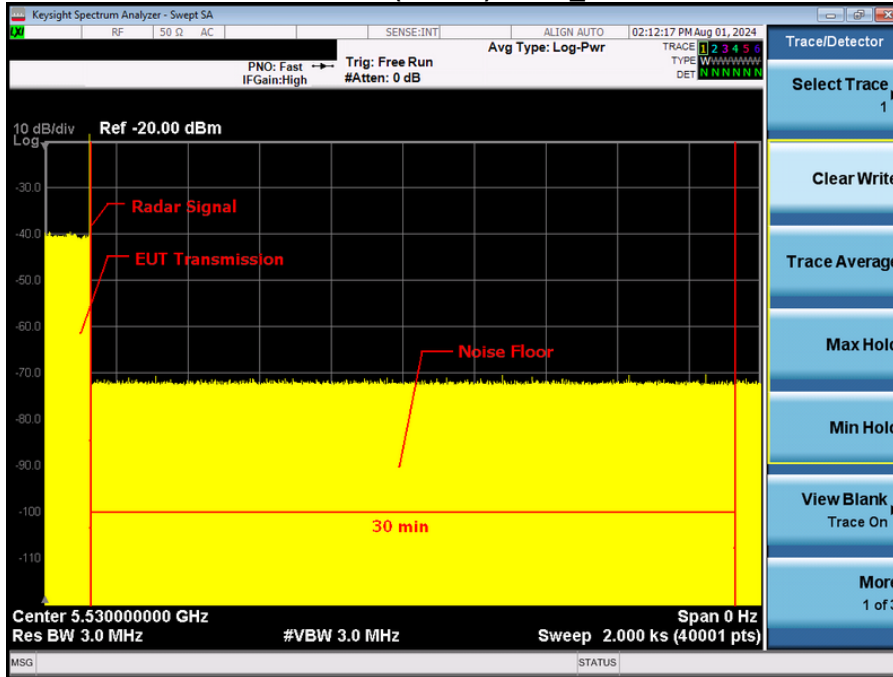 Keysight Spectrum Analyzer - Swept SA
LXI RF 50 Ω AC SENSE:INT ALIGN AUTO 02:12:17 PM Aug 01, 2024
Avg Type: Log-Pwr TRACE 1 2 3 4 5 6
PNO: Fast Trig: Free Run TYPE WWWWWW
IFGain:High #Atten: 0 dB DET N N N N N N
10 dB/div Ref -20.00 dBm
Log
-30.0
Radar Signal
-40.0
EUT Transmission
-50.0
-60.0
Noise Floor
-70.0
-80.0
-90.0
-100
30 min
-110
Center 5.530000000 GHz Span 0 Hz
Res BW 3.0 MHz #VBW 3.0 MHz Sweep 2.000 ks (40001 pts)
MSG STATUS
Trace/Detector
Select Trace
1
Clear Write
Trace Average
Max Hold
Min Hold
View Blank
Trace On
More
1 of 3